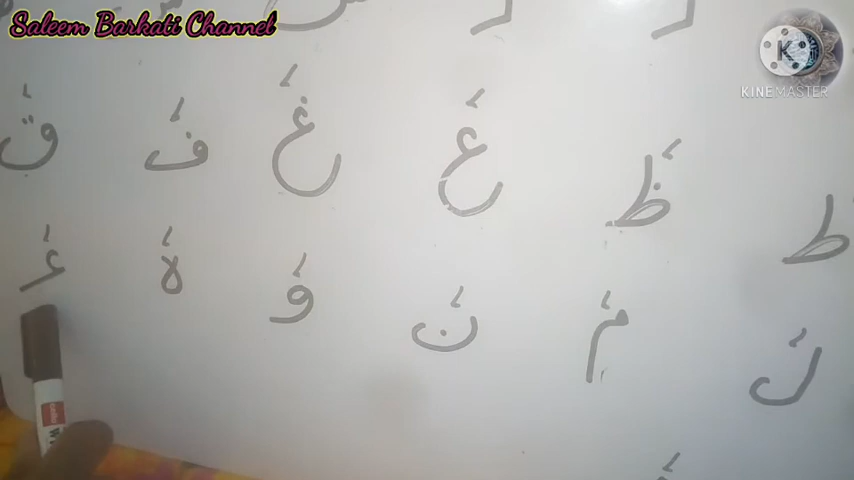 Saleem Barkati Channel
K
KINEMASTER
طَ ظَ عَ غَ فَ قَ
لَ مَ نَ وَ هَ ءَ